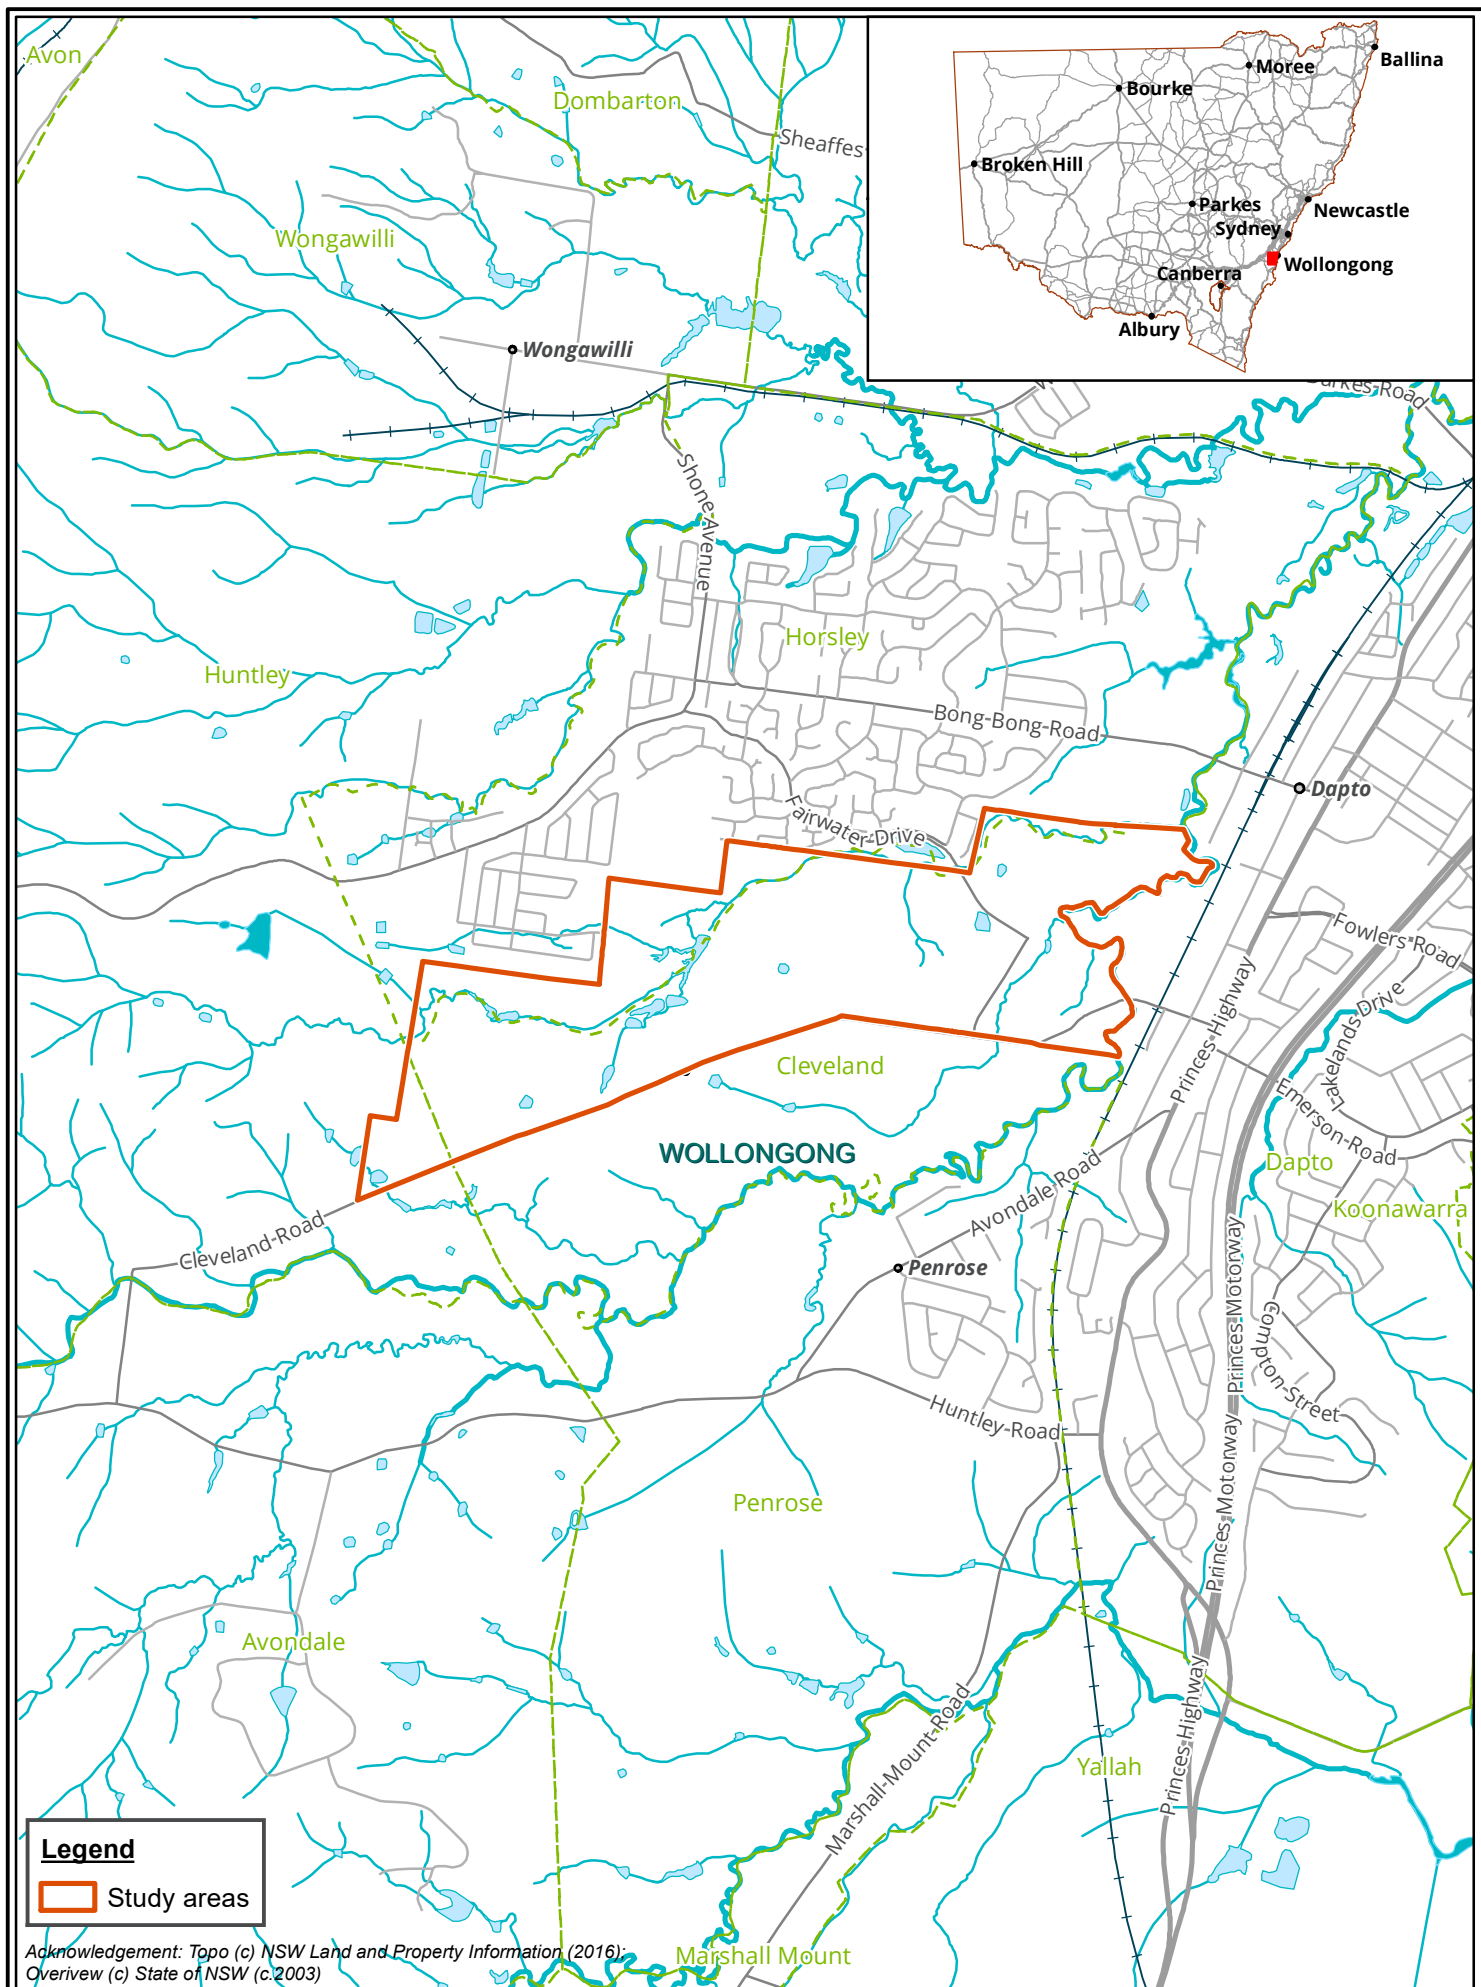 Avon
Dombarton
Sheaffes
Wongawilli
Wongawilli
Moree
Ballina
Bourke
Broken Hill
Parkes
Newcastle
Sydney
Wollongong
Canberra
Albury
Shone-Avenue
Horsley
Huntley
Bong-Bong-Road
Dapto
Fairwater-Drive
Fowlers Road
Lakelands Drive
Princes-Highway
Cleveland
Emerson-Road
WOLLONGONG
Dapto
Koonawarra
Avondale-Road
Cleveland-Road
Penrose
Princes Motorway
Princes-Motorway
Princes-Motorway
Compton-Street
Huntley-Road
Penrose
Avondale
Marshall-Mount-Road
Princes-Highway
Yallah
Marshall Mount
Legend
Study areas
Acknowledgement: Topo (c) NSW Land and Property Information (2016);
Overivew (c) State of NSW (c.2003)